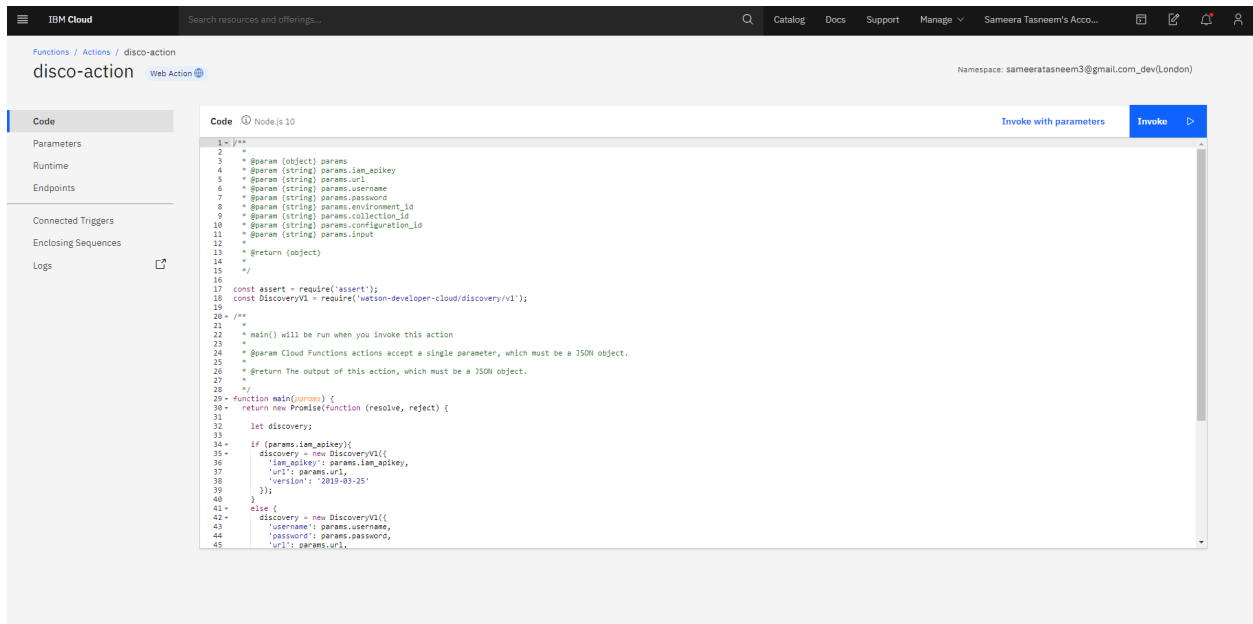 IBM Cloud
Search resources and offerings...
Catalog
Docs
Support
Manage
Sameera Tasneem's Acco...
Functions / Actions / disco-action
disco-action
Web Action
Namespace: sameeratasneem3@gmail.com_dev(London)
Code
Parameters
Runtime
Endpoints
Connected Triggers
Enclosing Sequences
Logs
Code
Node.js 10
Invoke with parameters
Invoke
1 /**
2 *
3 * @param {object} params
4 * @param {string} params.iam_apikey
5 * @param {string} params.url
6 * @param {string} params.username
7 * @param {string} params.password
8 * @param {string} params.environment_id
9 * @param {string} params.collection_id
10 * @param {string} params.configuration_id
11 * @param {string} params.input
12 *
13 * @return {object}
14 *
15 */
16
17 const assert = require('assert');
18 const DiscoveryV1 = require('watson-developer-cloud/discovery/v1');
19
20 /**
21 *
22 * main() will be run when you invoke this action
23 *
24 * @param Cloud Functions actions accept a single parameter, which must be a JSON object.
25 *
26 * @return The output of this action, which must be a JSON object.
27 *
28 */
29 function main(params) {
30 return new Promise(function (resolve, reject) {
31
32 let discovery;
33
34 if (params.iam_apikey){
35 discovery = new DiscoveryV1({
36 'iam_apikey': params.iam_apikey,
37 'url': params.url,
38 'version': '2019-03-25'
39 });
40 }
41 else {
42 discovery = new DiscoveryV1({
43 'username': params.username,
44 'password': params.password,
45 'url': params.url,